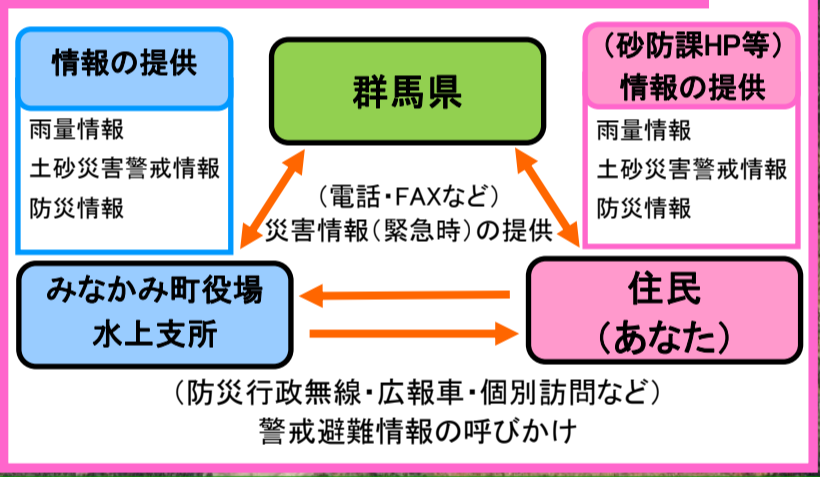 情報の提供
雨量情報
土砂災害警戒情報
防災情報
群馬県
（砂防課HP等）
情報の提供
雨量情報
土砂災害警戒情報
防災情報
（電話・FAXなど）
災害情報（緊急時）の提供
みなかみ町役場
水上支所
住民
（あなた）
（防災行政無線・広報車・個別訪問など）
警戒避難情報の呼びかけ